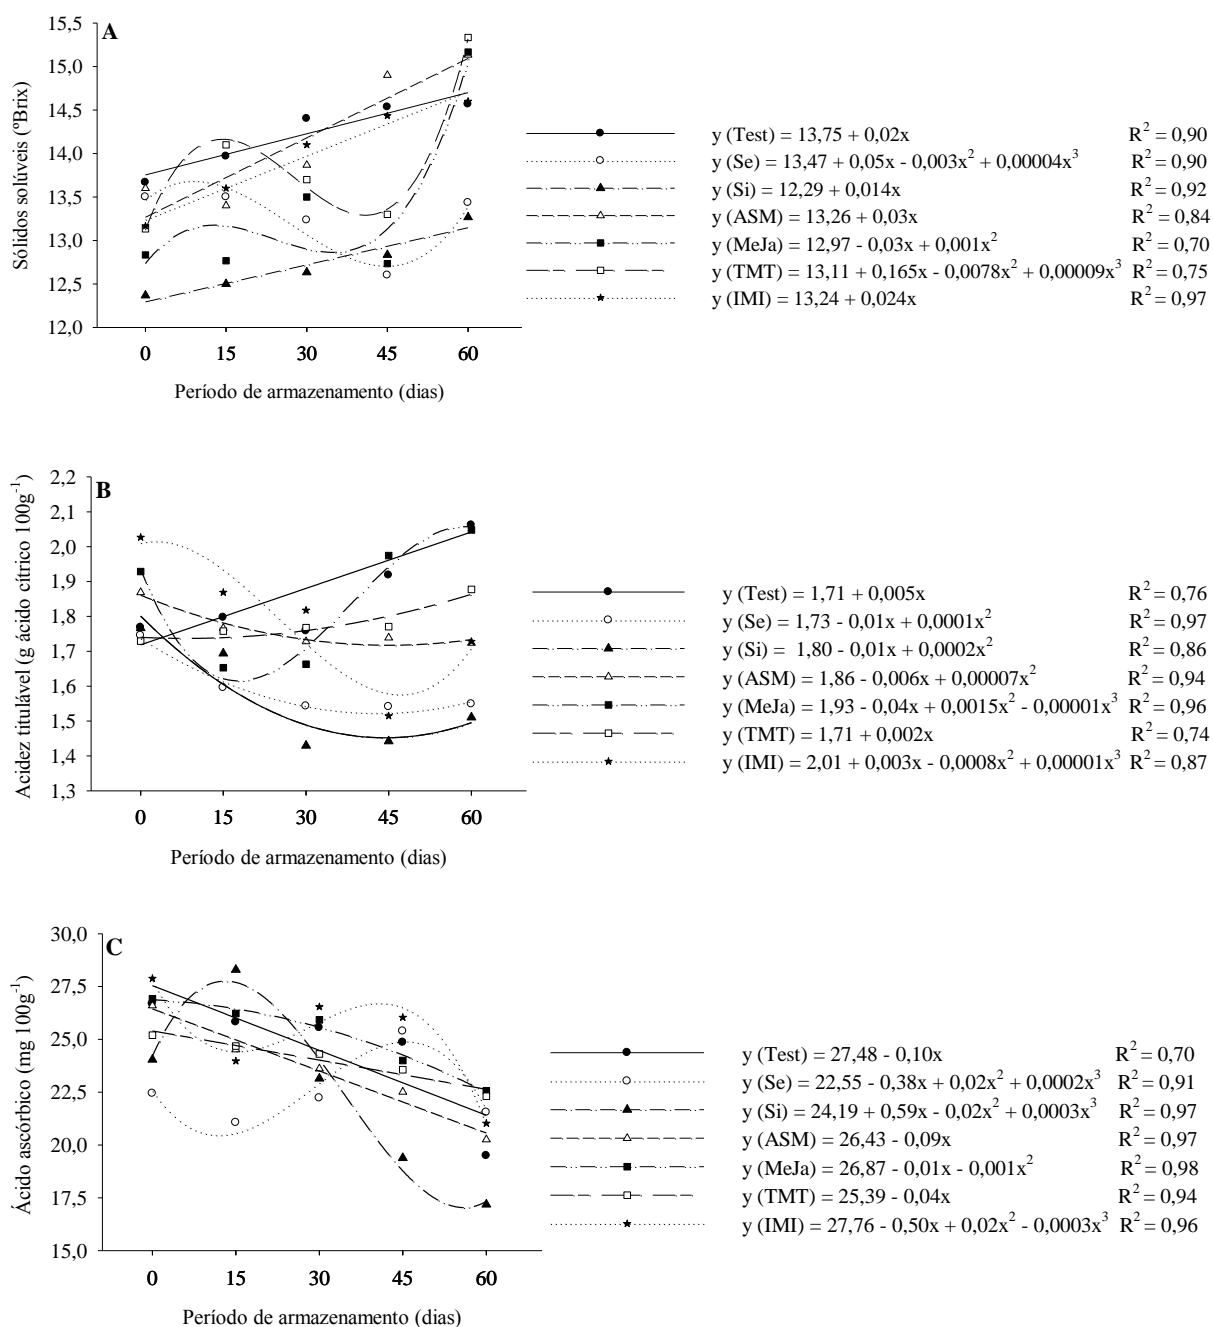 A
Sólidos solúveis (ºBrix)
15,5
15,0
14,5
14,0
13,5
13,0
12,5
12,0
0 15 30 45 60
Período de armazenamento (dias)
y (Test) = 13,75 + 0,02x R² = 0,90
y (Se) = 13,47 + 0,05x - 0,003x² + 0,00004x³ R² = 0,90
y (Si) = 12,29 + 0,014x R² = 0,92
y (ASM) = 13,26 + 0,03x R² = 0,84
y (MeJa) = 12,97 - 0,03x + 0,001x² R² = 0,70
y (TMT) = 13,11 + 0,165x - 0,0078x² + 0,00009x³ R² = 0,75
y (IMI) = 13,24 + 0,024x R² = 0,97
B
Acidez titulável (g ácido cítrico 100g⁻¹)
2,2
2,1
2,0
1,9
1,8
1,7
1,6
1,5
1,4
1,3
0 15 30 45 60
Período de armazenamento (dias)
y (Test) = 1,71 + 0,005x R² = 0,76
y (Se) = 1,73 - 0,01x + 0,0001x² R² = 0,97
y (Si) = 1,80 - 0,01x + 0,0002x² R² = 0,86
y (ASM) = 1,86 - 0,006x + 0,00007x² R² = 0,94
y (MeJa) = 1,93 - 0,04x + 0,0015x² - 0,00001x³ R² = 0,96
y (TMT) = 1,71 + 0,002x R² = 0,74
y (IMI) = 2,01 + 0,003x - 0,0008x² + 0,00001x³ R² = 0,87
C
Ácido ascórbico (mg 100g⁻¹)
30,0
27,5
25,0
22,5
20,0
17,5
15,0
0 15 30 45 60
Período de armazenamento (dias)
y (Test) = 27,48 - 0,10x R² = 0,70
y (Se) = 22,55 - 0,38x + 0,02x² + 0,0002x³ R² = 0,91
y (Si) = 24,19 + 0,59x - 0,02x² + 0,0003x³ R² = 0,97
y (ASM) = 26,43 - 0,09x R² = 0,97
y (MeJa) = 26,87 - 0,01x - 0,001x² R² = 0,98
y (TMT) = 25,39 - 0,04x R² = 0,94
y (IMI) = 27,76 - 0,50x + 0,02x² - 0,0003x³ R² = 0,96